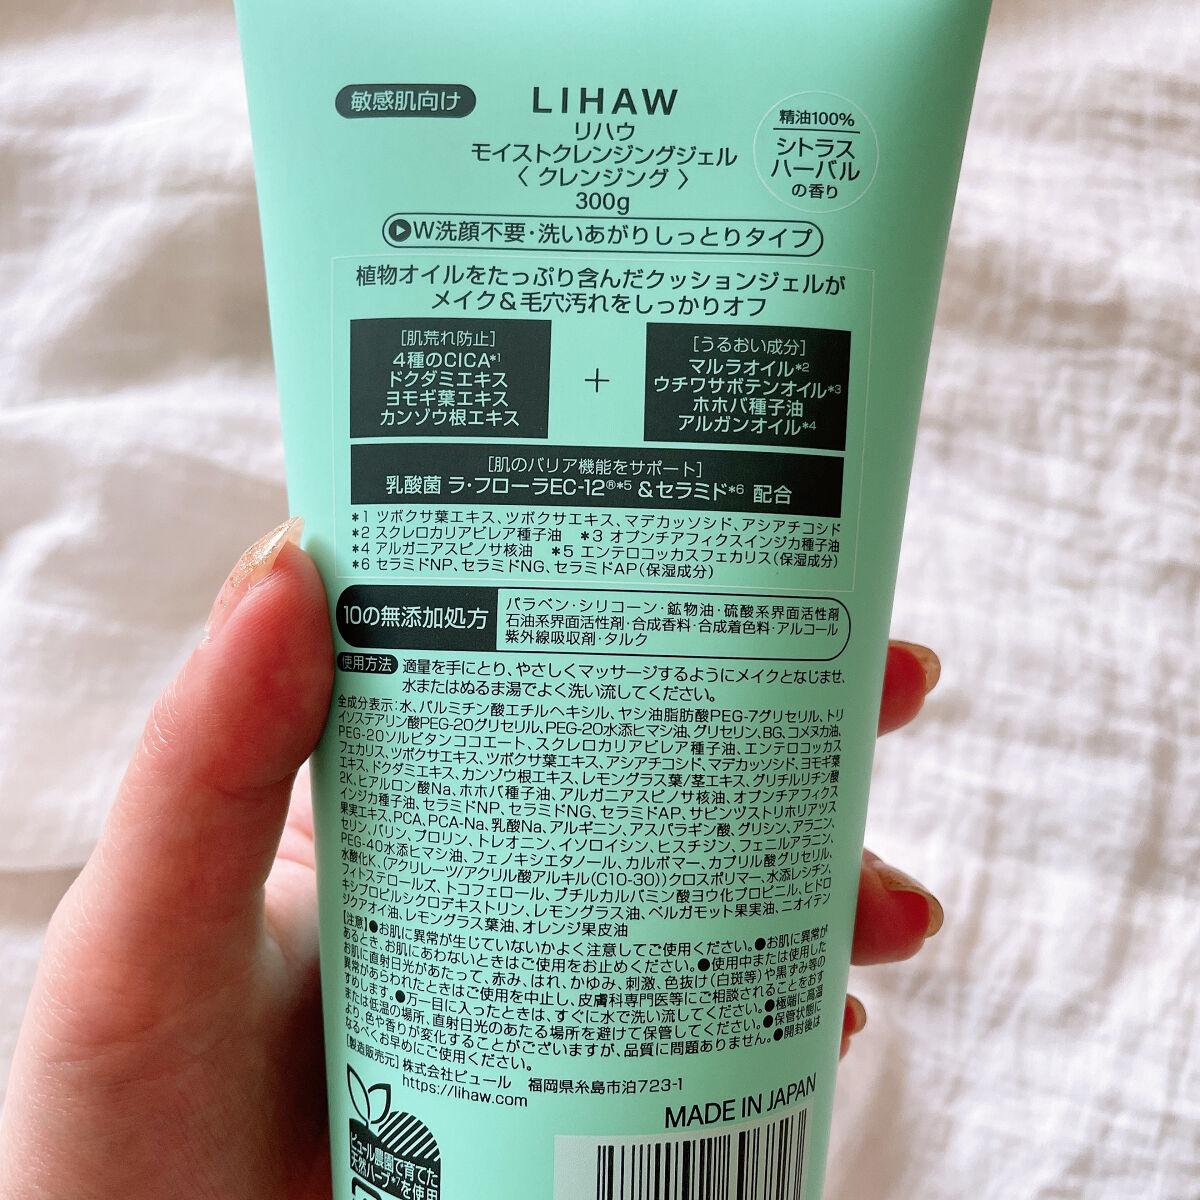 敏感肌向け
LIHAW
リハウ
モイストクレンジングジェル
〈 クレンジング 〉
300g
精油100%
シトラス
ハーバル
の香り
W洗顔不要・洗いあがりしっとりタイプ
植物オイルをたっぷり含んだクッションジェルが
メイク＆毛穴汚れをしっかりオフ
[肌荒れ防止]
4種のCICA*1
ドクダミエキス
ヨモギ葉エキス
カンゾウ根エキス
+
[うるおい成分]
マルラオイル*2
ウチワサボテンオイル*3
ホホバ種子油
アルガンオイル*4
[肌のバリア機能をサポート]
乳酸菌 ラ・フローラEC-12®*5 &セラミド*6 配合
*1 ツボクサ葉エキス、ツボクサエキス、マデカッソシド、アシアチコシド
*2 スクレロカリアビレア種子油 *3 オプンチアフィクスインジカ種子油
*4 アルガニアスピノサ核油 *5 エンテロコッカスフェカリス(保湿成分)
*6 セラミドNP、セラミドNG、セラミドAP(保湿成分)
10の無添加処方
パラベン・シリコーン・鉱物油・硫酸系界面活性剤
石油系界面活性剤・合成香料・合成着色料・アルコール
紫外線吸収剤・タルク
使用方法 適量を手にとり、やさしくマッサージするようにメイクとなじませ、
水またはぬるま湯でよく洗い流してください。
全成分表示:水、パルミチン酸エチルヘキシル、ヤシ油脂肪酸PEG-7グリセリル、トリ
イソステアリン酸PEG-20グリセリル、PEG-20水添ヒマシ油、グリセリン、BG、コメヌカ油、
PEG-20ソルビタンココエート、スクレロカリアビレア種子油、エンテロコッカス
フェカリス、ツボクサエキス、ツボクサ葉エキス、アシアチコシド、マデカッソシド、ヨモギ葉
エキス、ドクダミエキス、カンゾウ根エキス、レモングラス葉/茎エキス、グリチルリチン酸
2K、ヒアルロン酸Na、ホホバ種子油、アルガニアスピノサ核油、オプンチアフィクス
インジカ種子油、セラミドNP、セラミドNG、セラミドAP、サピンヅストリホリアツス
果実エキス、PCA、PCA-Na、乳酸Na、アルギニン、アスパラギン酸、グリシン、アラニン、
セリン、バリン、プロリン、トレオニン、イソロイシン、ヒスチジン、フェニルアラニン、
PEG-40水添ヒマシ油、フェノキシエタノール、カルボマー、カプリル酸グリセリル、
水酸化K、(アクリレーツ/アクリル酸アルキル(C10-30))クロスポリマー、水添レシチン、
フィトステロールズ、トコフェロール、ブチルカルバミン酸ヨウ化プロピニル、ヒドロ
キシプロピルシクロデキストリン、レモングラス油、ベルガモット果実油、ニオイテン
ジクアオイ油、レモングラス葉油、オレンジ果皮油
【注意】●お肌に異常が生じていないかよく注意してご使用ください。●お肌に異常が
あるとき、お肌にあわないときはご使用をお止めください。●使用中または使用した
お肌に直射日光があたって、赤み、はれ、かゆみ、刺激、色抜け(白斑等)や黒ずみ等の
異常があらわれたときはご使用を中止し、皮膚科専門医等にご相談されることをおす
すめします。●万一目に入ったときは、すぐに水で洗い流してください。●極端に高温
または低温の場所、直射日光のあたる場所を避けて保管してください。●保管状態に
より、色や香りが変化することがございますが、品質に問題ありません。●開封後は
なるべくお早めにご使用ください。
[製造販売元] 株式会社ピュール 福岡県糸島市泊723-1
https://lihaw.com
MADE IN JAPAN
ピュール農園で育てた
天然ハーブ*7を使用